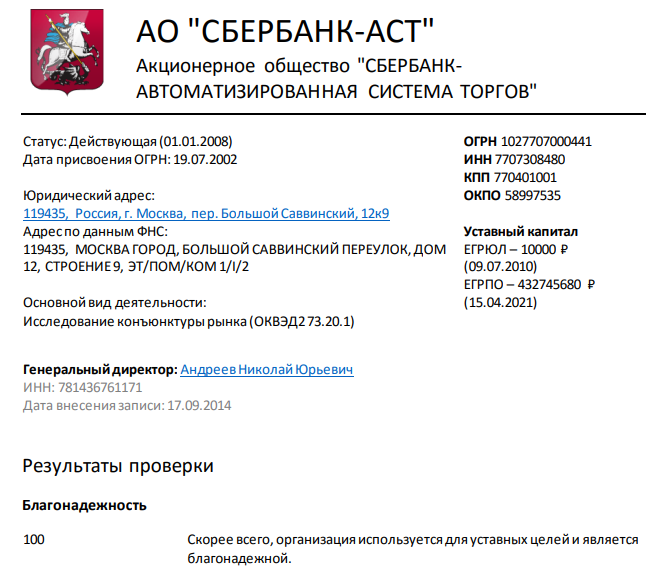 АО "СБЕРБАНК-АСТ"
Акционерное общество "СБЕРБАНК-
АВТОМАТИЗИРОВАННАЯ СИСТЕМА ТОРГОВ"
Статус: Действующая (01.01.2008)
Дата присвоения ОГРН: 19.07.2002
Юридический адрес:
119435, Россия, г. Москва, пер. Большой Саввинский, 12к9
Адрес по данным ФНС:
119435, МОСКВА ГОРОД, БОЛЬШОЙ САВВИНСКИЙ ПЕРЕУЛОК, ДОМ
12, СТРОЕНИЕ 9, ЭТ/ПОМ/КОМ 1/I/2
Основной вид деятельности:
Исследование конъюнктуры рынка (ОКВЭД2 73.20.1)
ОГРН 1027707000441
ИНН 7707308480
КПП 770401001
ОКПО 58997535
Уставный капитал
ЕГРЮЛ – 10000 ₽
(09.07.2010)
ЕГРПО – 432745680 ₽
(15.04.2021)
Генеральный директор: Андреев Николай Юрьевич
ИНН: 781436761171
Дата внесения записи: 17.09.2014
Результаты проверки
Благонадежность
100 Скорее всего, организация используется для уставных целей и является
благонадежной.